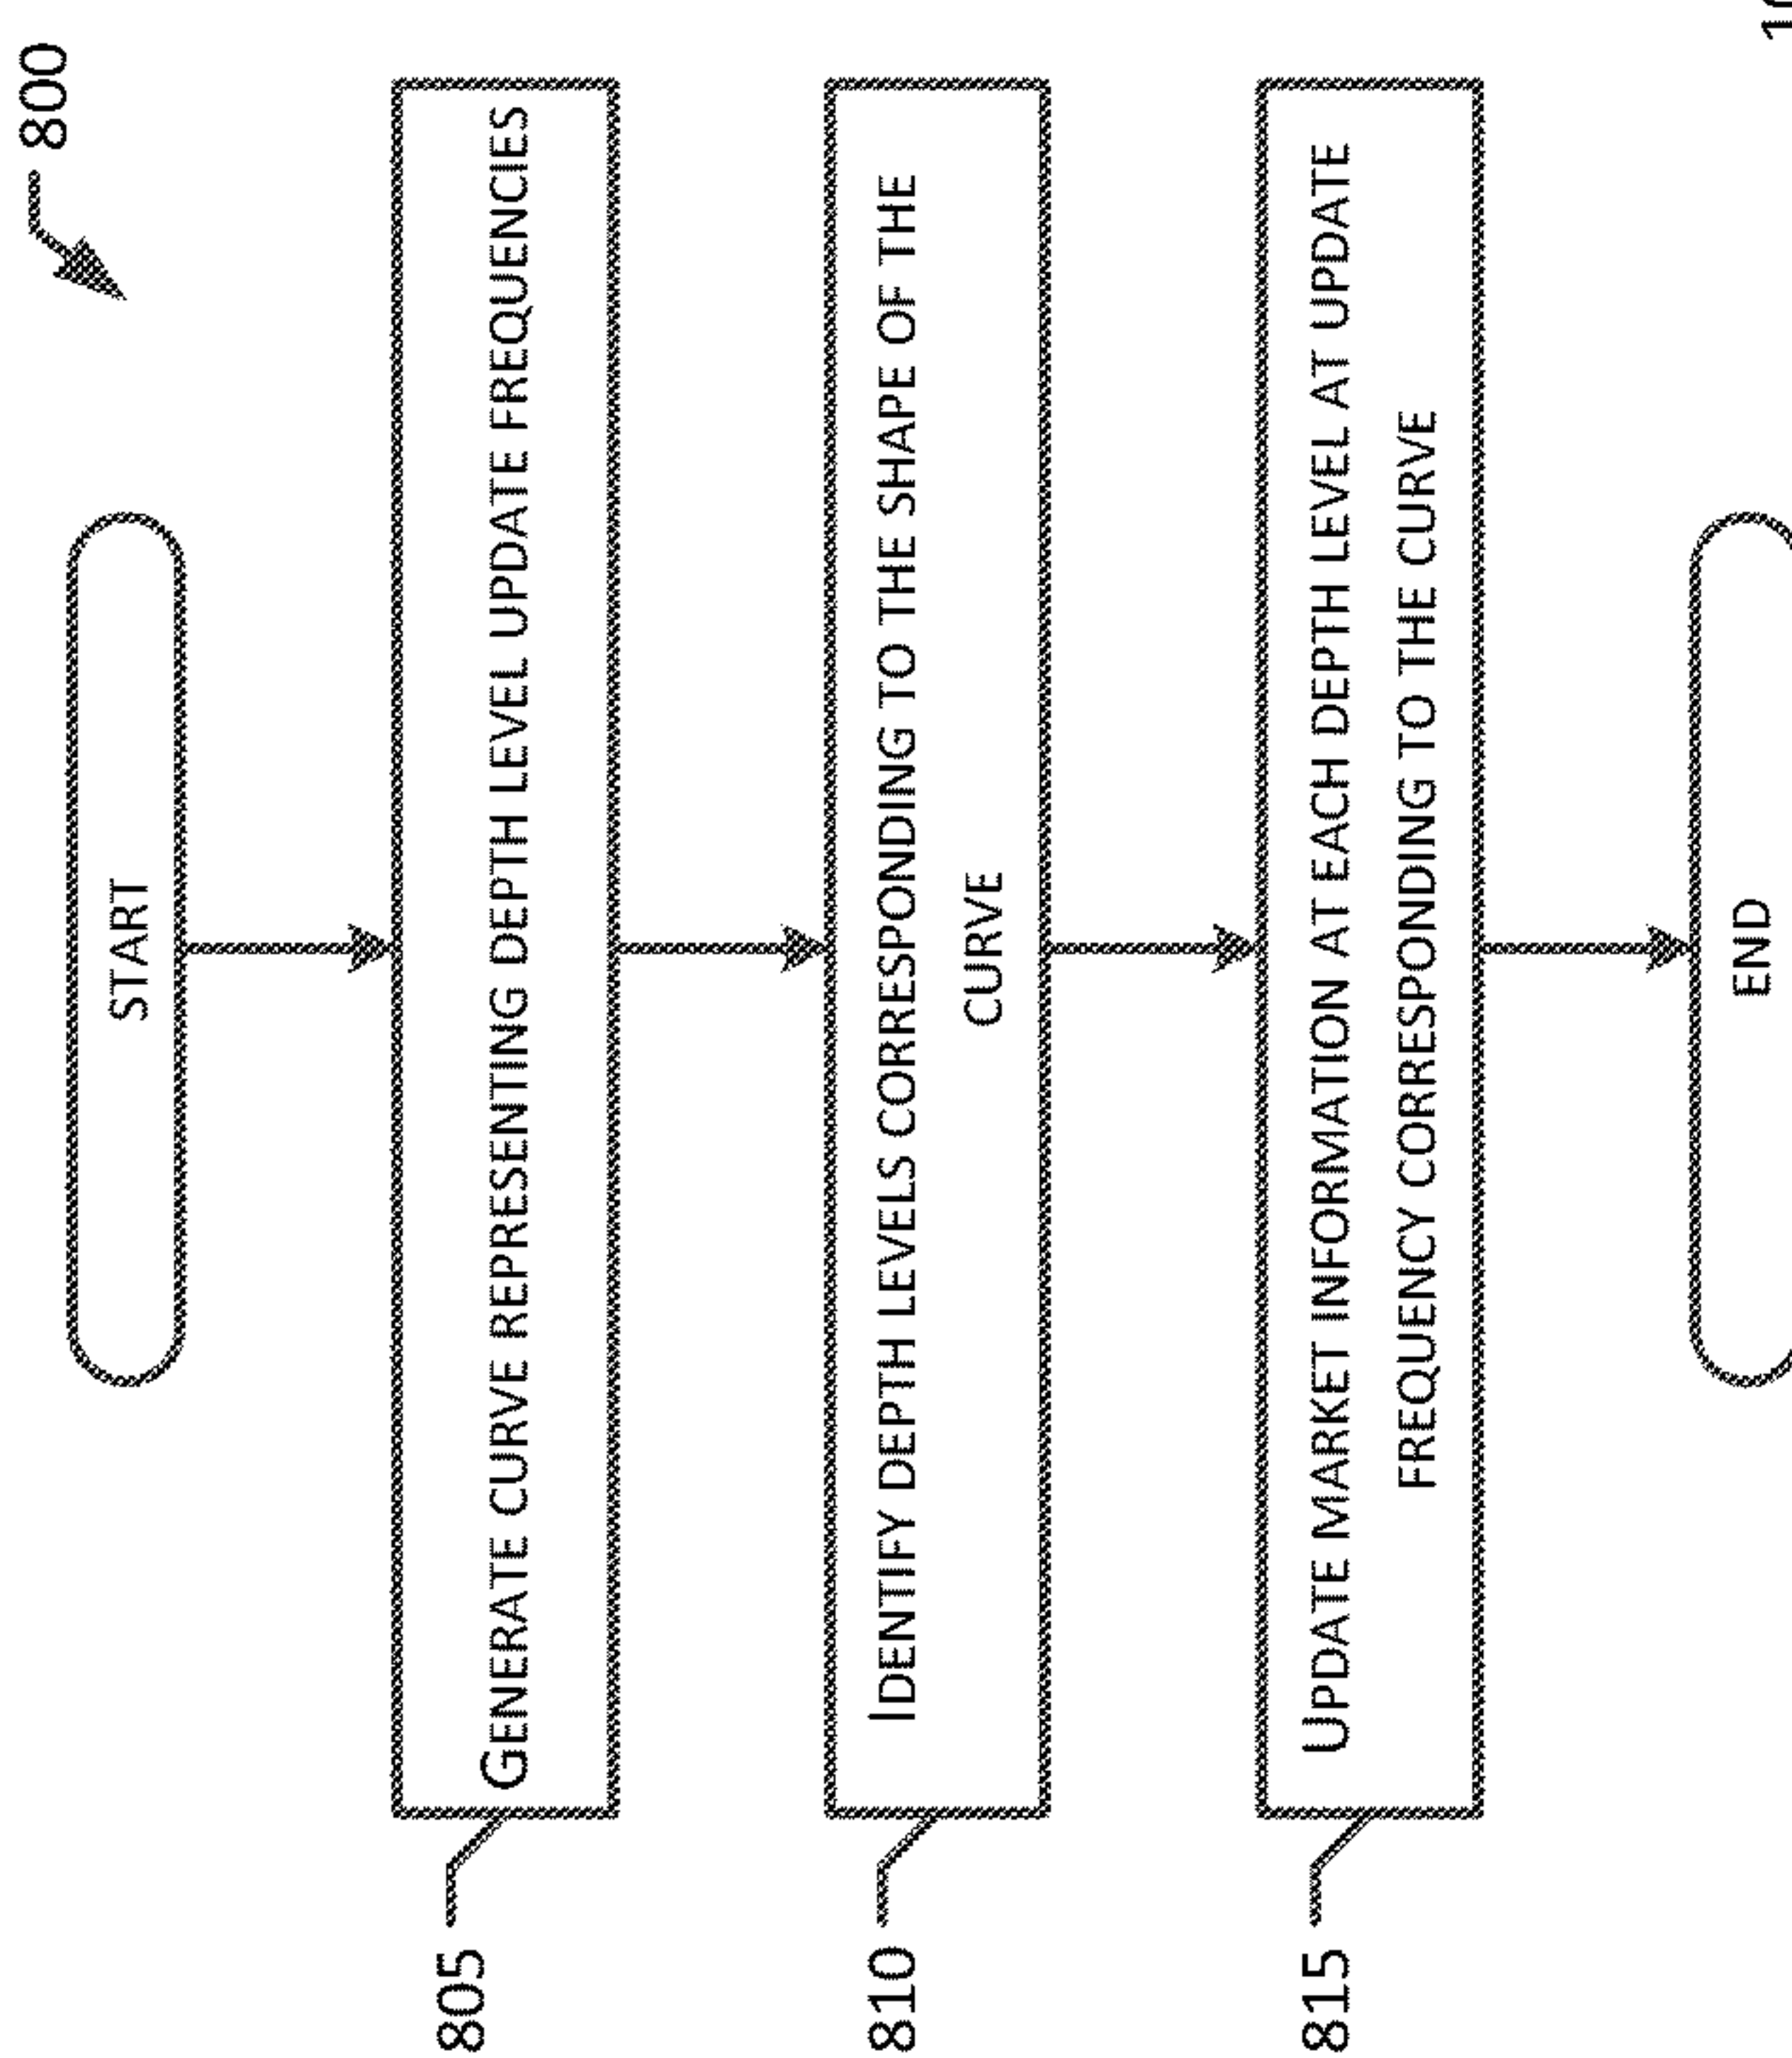 800
START
805
GENERATE CURVE REPRESENTING DEPTH LEVEL UPDATE FREQUENCIES
810
IDENTIFY DEPTH LEVELS CORRESPONDING TO THE SHAPE OF THE
CURVE
815
UPDATE MARKET INFORMATION AT EACH DEPTH LEVEL AT UPDATE
FREQUENCY CORRESPONDING TO THE CURVE
END